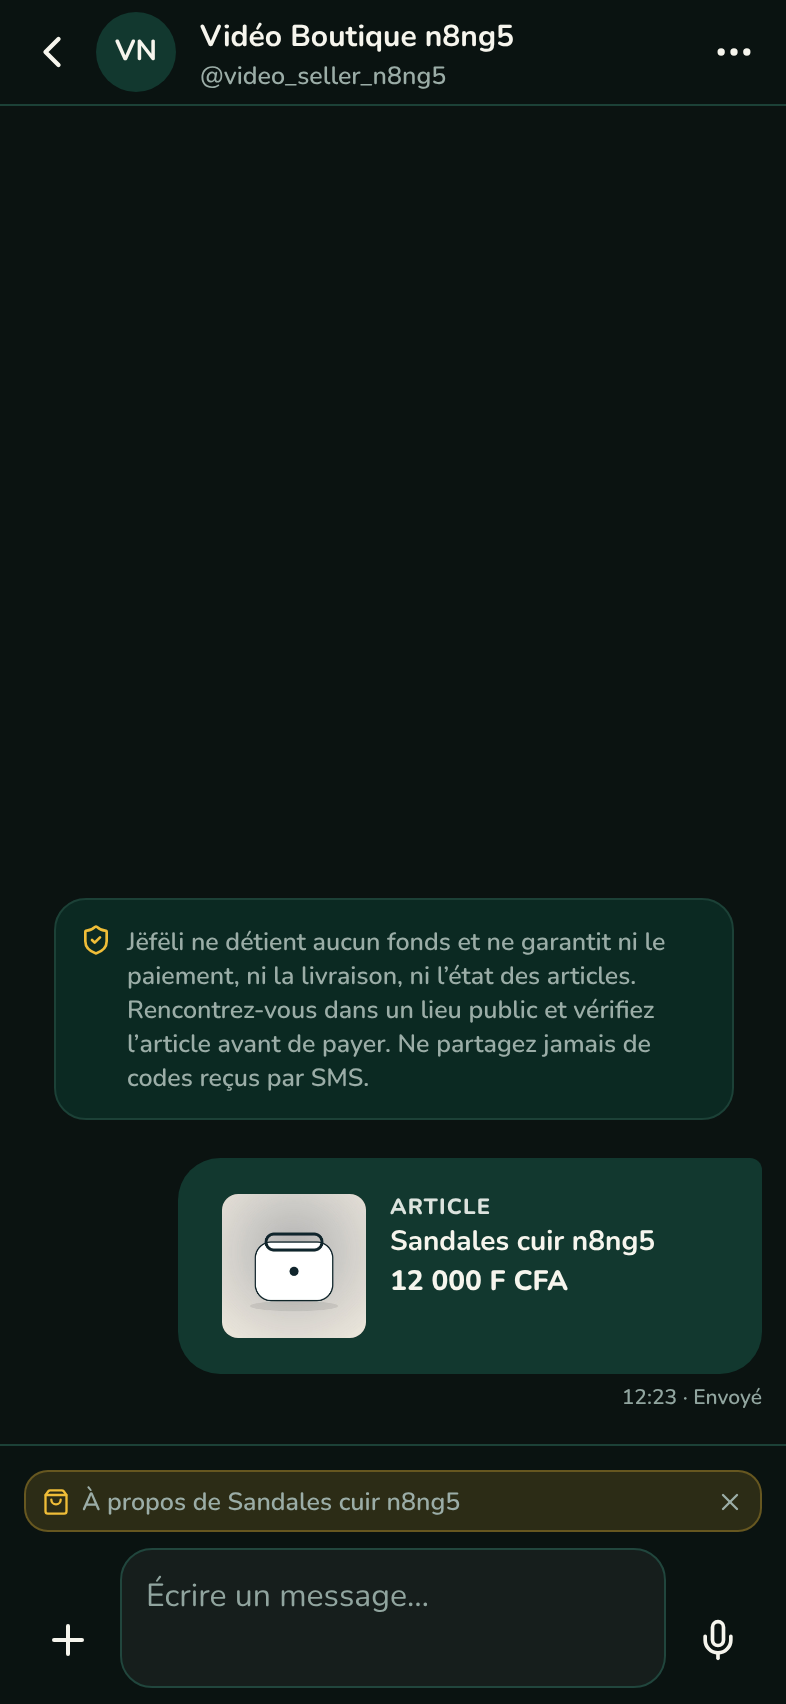 VN
Vidéo Boutique n8ng5
@video_seller_n8ng5
Jëfëli ne détient aucun fonds et ne garantit ni le
paiement, ni la livraison, ni l’état des articles.
Rencontrez-vous dans un lieu public et vérifiez
l’article avant de payer. Ne partagez jamais de
codes reçus par SMS.
ARTICLE
Sandales cuir n8ng5
12 000 F CFA
12:23 · Envoyé
À propos de Sandales cuir n8ng5
Écrire un message...